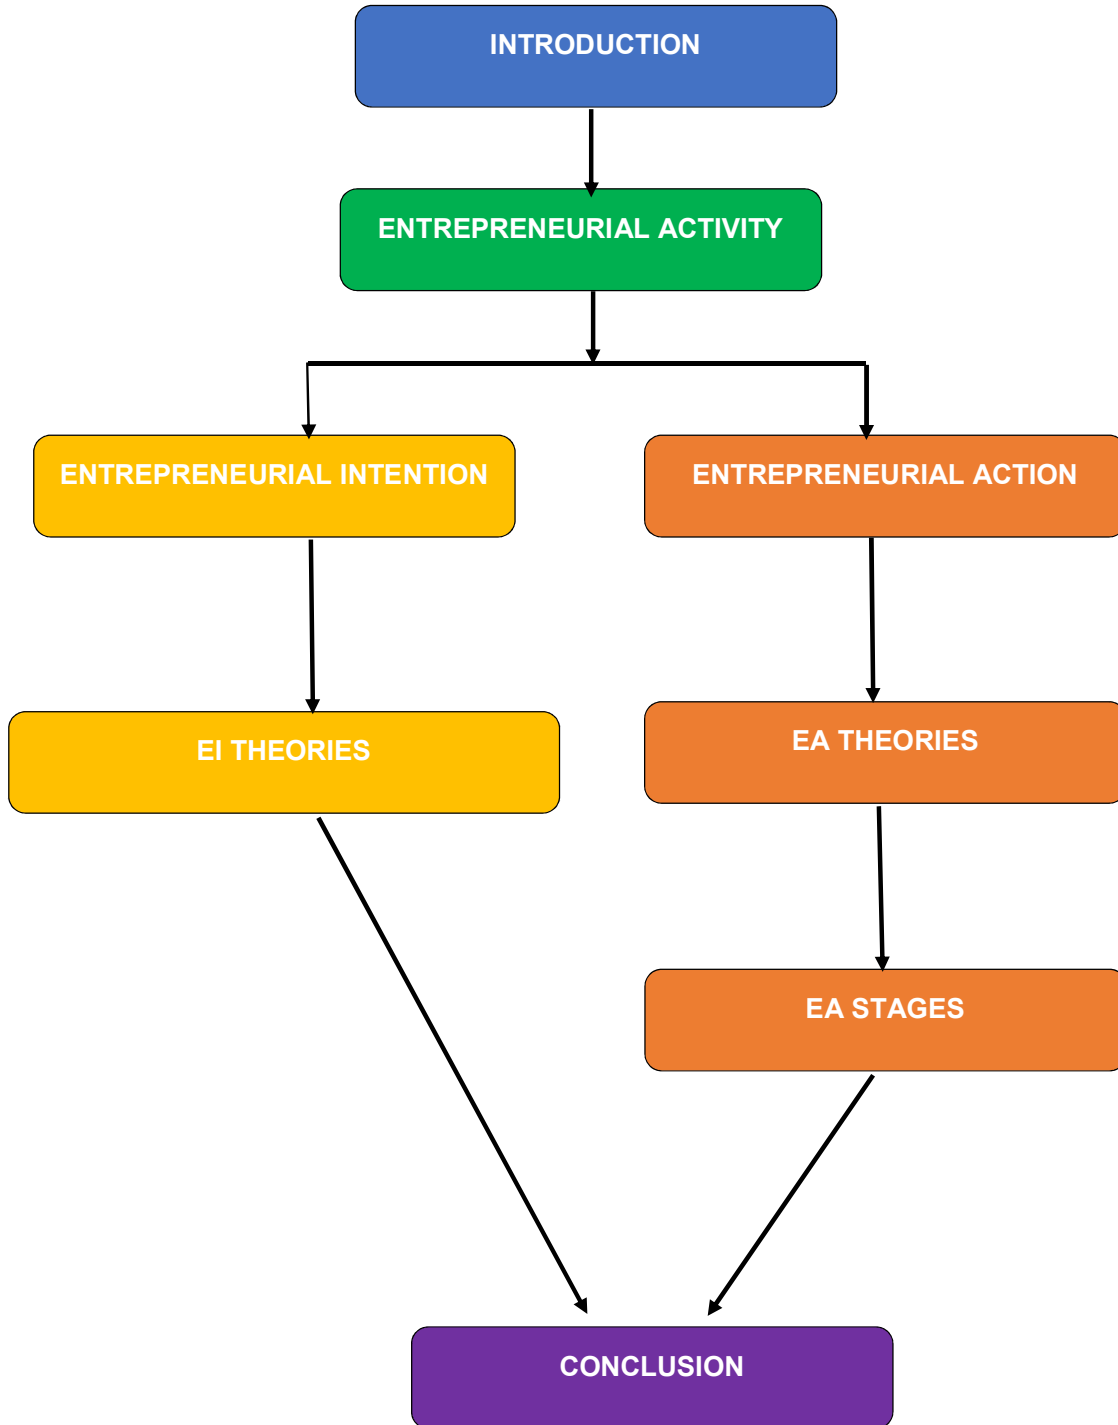 INTRODUCTION
ENTREPRENEURIAL ACTIVITY
ENTREPRENEURIAL INTENTION
ENTREPRENEURIAL ACTION
EI THEORIES
EA THEORIES
EA STAGES
CONCLUSION